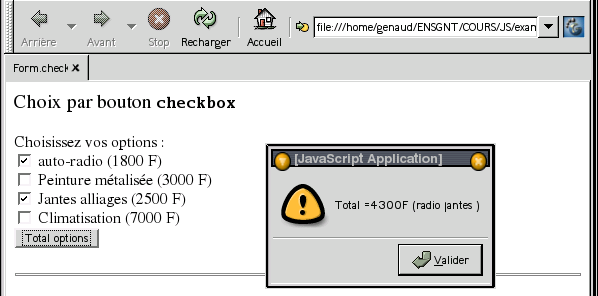 Arrière Avant Stop Recharger Accueil
file:///home/genaud/ENSGNT/COURS/JS/exan
Form.check
Choix par bouton checkbox
Choisissez vos options :
auto-radio (1800 F)
Peinture métalisée (3000 F)
Jantes alliages (2500 F)
Climatisation (7000 F)
Total options
[JavaScript Application]
Total =4300F (radio jantes )
Valider